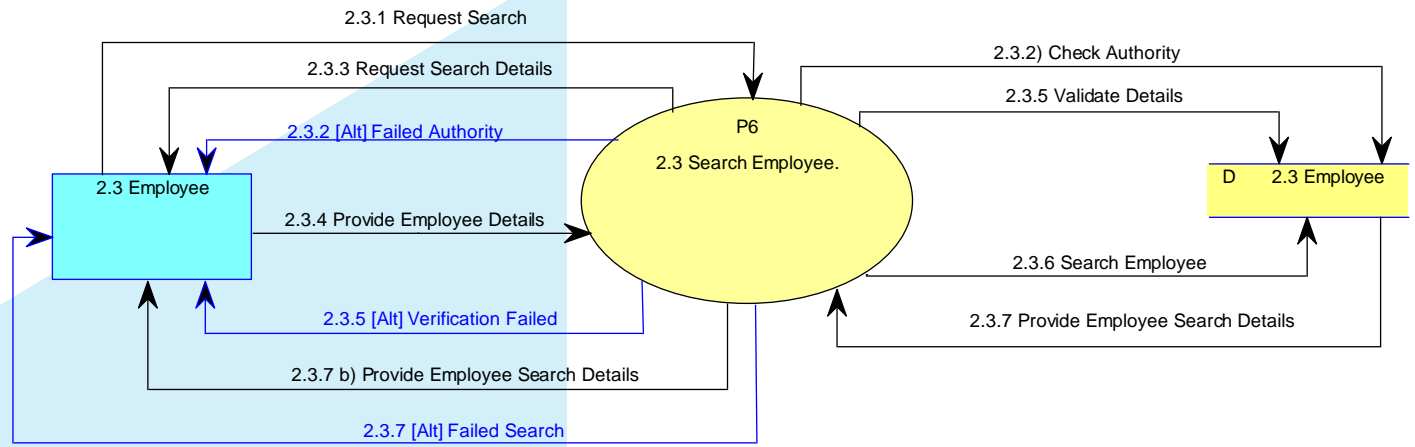 2.3.1 Request Search
2.3.3 Request Search Details
2.3.2) Check Authority
2.3.5 Validate Details
2.3.2 [Alt] Failed Authority
P6
2.3 Search Employee.
2.3 Employee
D 2.3 Employee
2.3.4 Provide Employee Details
2.3.6 Search Employee
2.3.5 [Alt] Verification Failed
2.3.7 Provide Employee Search Details
2.3.7 b) Provide Employee Search Details
2.3.7 [Alt] Failed Search